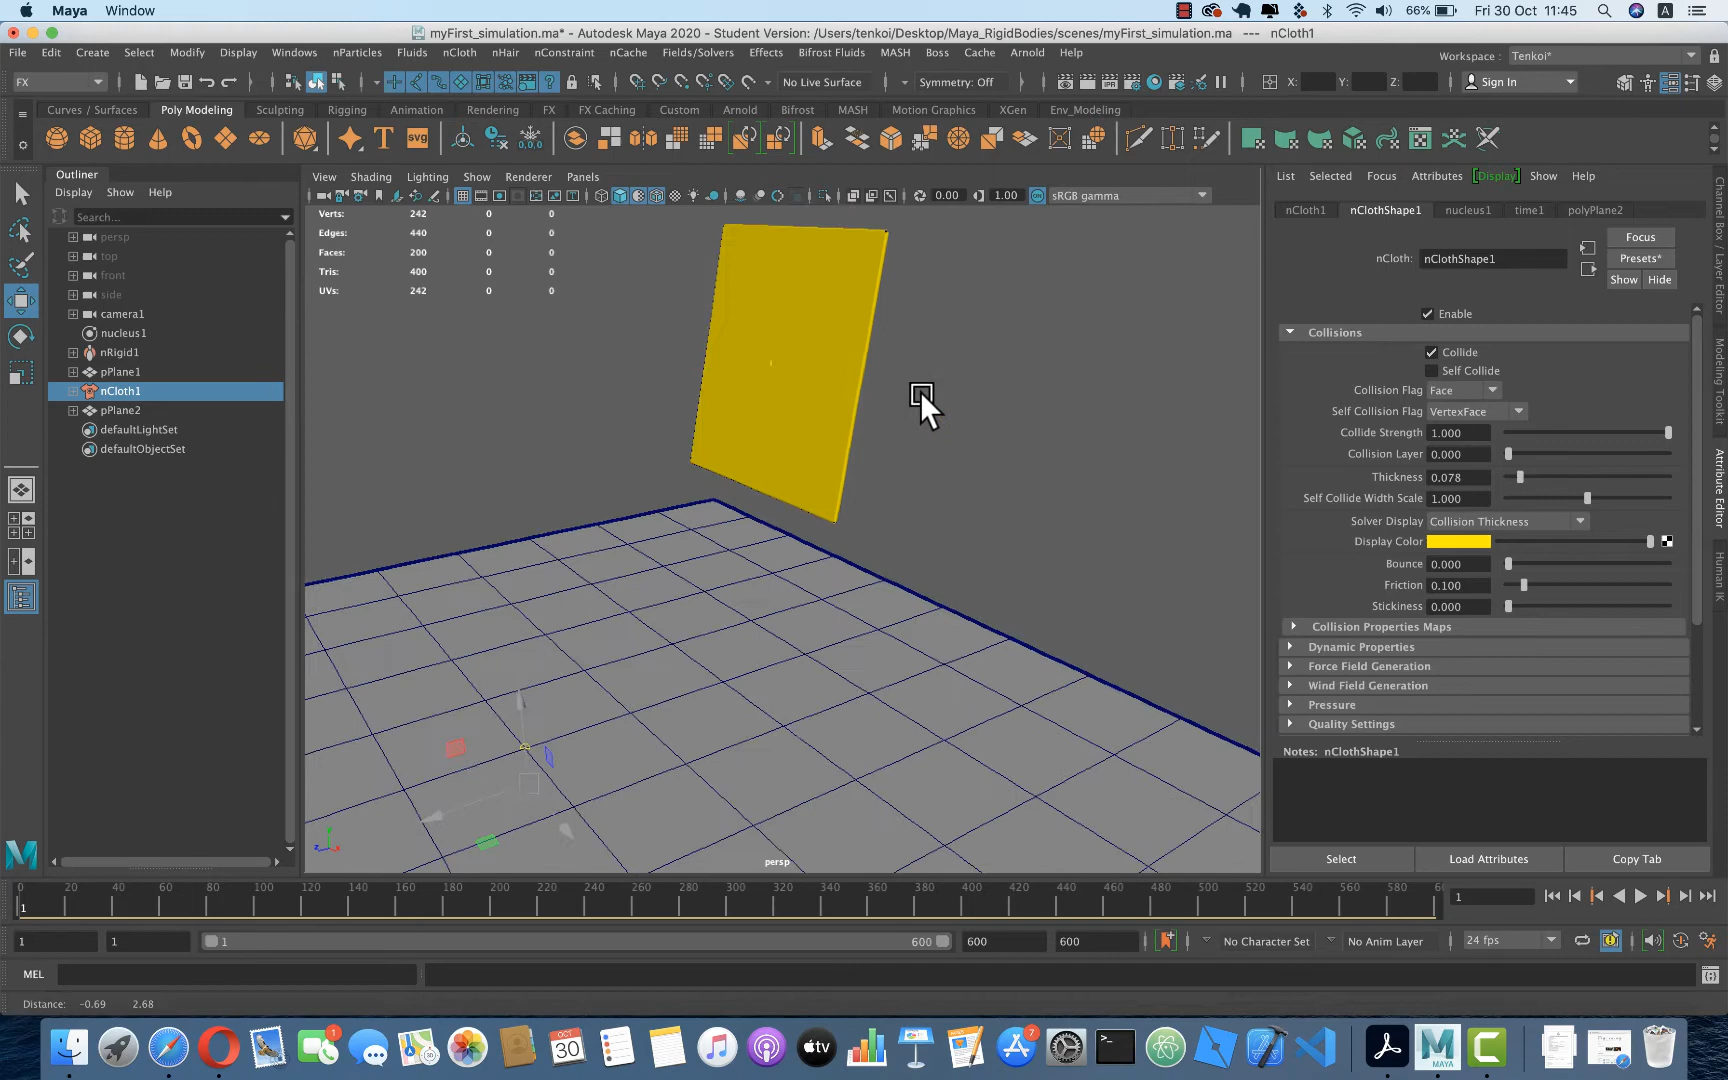 Maya Window
66% Fri 30 Oct 11:45
myFirst_simulation.ma* - Autodesk Maya 2020 - Student Version: /Users/tenkoi/Desktop/Maya_RigidBodies/scenes/myFirst_simulation.ma --- nCloth1
File Edit Create Select Modify Display Windows nParticles Fluids nCloth nHair nConstraint nCache Fields/Solvers Effects Bifrost Fluids MASH Boss Cache Arnold Help
Workspace : Tenkoi*
FX No Live Surface Symmetry: Off X: Y: Z: Sign In
Curves / Surfaces Poly Modeling Sculpting Rigging Animation Rendering FX FX Caching Custom Arnold Bifrost MASH Motion Graphics XGen Env_Modeling
svg
0,0,0
Outliner
Display Show Help
Search...
persp
top
front
side
camera1
nucleus1
nRigid1
pPlane1
nCloth1
pPlane2
defaultLightSet
defaultObjectSet
View Shading Lighting Show Renderer Panels
0.00 1.00 sRGB gamma
Verts: 242 0 0
Edges: 440 0 0
Faces: 200 0 0
Tris: 400 0 0
UVs: 242 0 0
persp
List Selected Focus Attributes Display Show Help
nCloth1 nClothShape1 nucleus1 time1 polyPlane2
nCloth: nClothShape1
Focus
Presets*
Show Hide
Enable
Collisions
Collide
Self Collide
Collision Flag Face
Self Collision Flag VertexFace
Collide Strength 1.000
Collision Layer 0.000
Thickness 0.078
Self Collide Width Scale 1.000
Solver Display Collision Thickness
Display Color
Bounce 0.000
Friction 0.100
Stickiness 0.000
Collision Properties Maps
Dynamic Properties
Force Field Generation
Wind Field Generation
Pressure
Quality Settings
Notes: nClothShape1
Select Load Attributes Copy Tab
Channel Box / Layer Editor
Modeling Toolkit
Attribute Editor
Human IK
0 20 40 60 80 100 120 140 160 180 200 220 240 260 280 300 320 340 360 380 400 420 440 460 480 500 520 540 560 580
1
1
1 1 1 600 600 600 No Character Set No Anim Layer 24 fps
MEL
Distance: -0.69 2.68
1
OCT
30
tv
7
MAYA